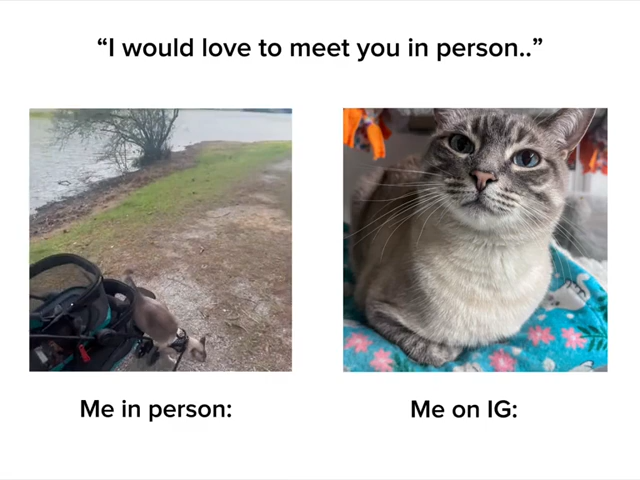 “I would love to meet you in person..”
Me in person:
Me on IG: